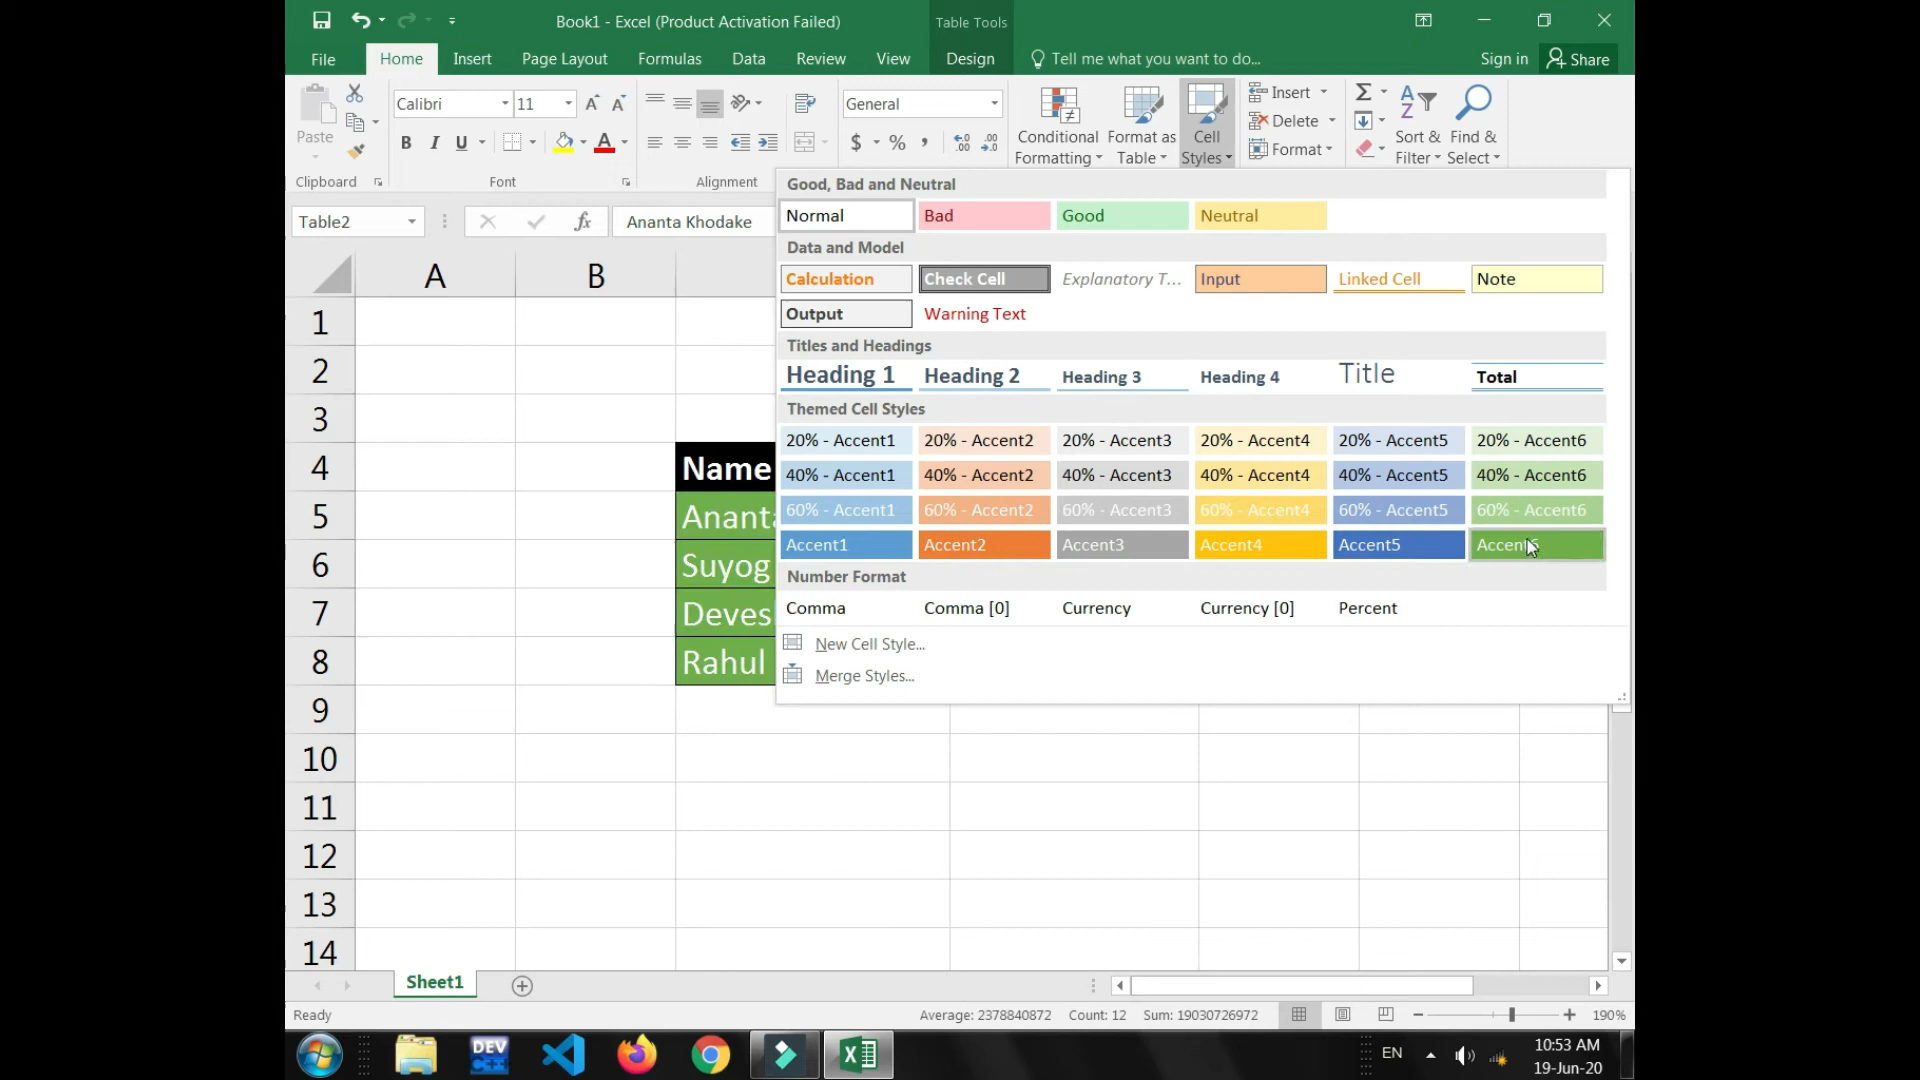 Book1 - Excel (Product Activation Failed)
Table Tools
File
Home
Insert
Page Layout
Formulas
Data
Review
View
Design
Tell me what you want to do...
Sign in
Share
Paste
Clipboard
Calibri
11
B I U
A
Font
Alignment
General
$ % ,
Conditional
Formatting
Format as
Table
Cell
Styles
Insert
Delete
Format
Sort &
Filter
Find &
Select
Table2
fx
Ananta Khodake
Good, Bad and Neutral
Normal Bad Good Neutral
Data and Model
Calculation Check Cell Explanatory T... Input Linked Cell Note
Output Warning Text
Titles and Headings
Heading 1 Heading 2 Heading 3 Heading 4 Title Total
Themed Cell Styles
20% - Accent1 20% - Accent2 20% - Accent3 20% - Accent4 20% - Accent5 20% - Accent6
40% - Accent1 40% - Accent2 40% - Accent3 40% - Accent4 40% - Accent5 40% - Accent6
60% - Accent1 60% - Accent2 60% - Accent3 60% - Accent4 60% - Accent5 60% - Accent6
Accent1 Accent2 Accent3 Accent4 Accent5 Accent6
Number Format
Comma Comma [0] Currency Currency [0] Percent
New Cell Style...
Merge Styles...
A B
1
2
3
4 Name
5 Ananta
6 Suyog
7 Deves
8 Rahul
9
10
11
12
13
14
Sheet1
Ready
Average: 2378840872 Count: 12 Sum: 19030726972
190%
DEV
C++
EN
10:53 AM
19-Jun-20